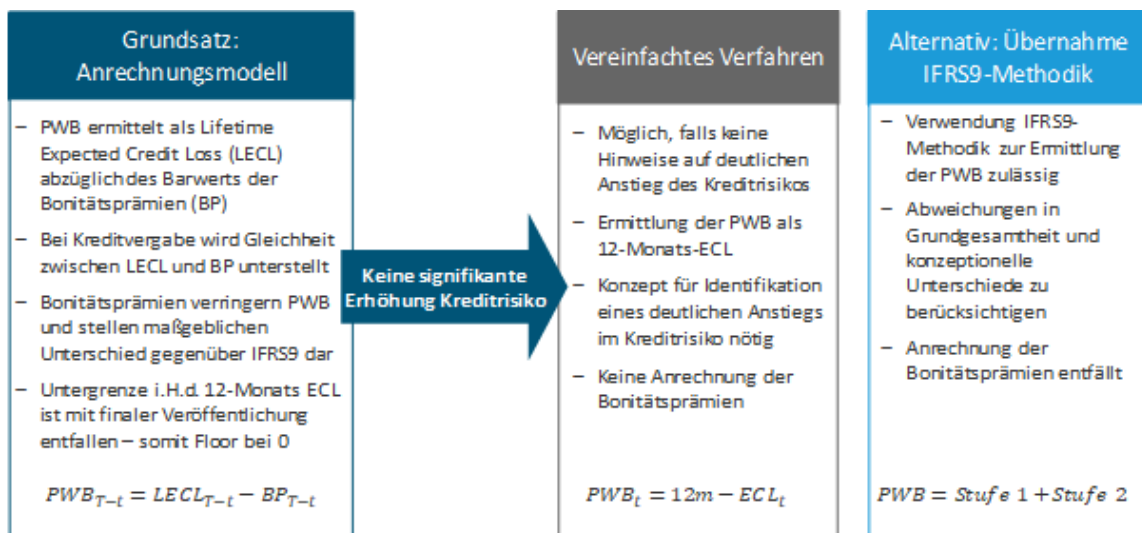 Grundsatz:
Anrechnungsmodell
– PWB ermittelt als Lifetime
Expected Credit Loss (LECL)
abzüglich des Barwerts der
Bonitätsprämien (BP)
– Bei Kreditvergabe wird Gleichheit
zwischen LECL und BP unterstellt
– Bonitätsprämien verringern PWB
und stellen maßgeblichen
Unterschied gegenüber IFRS9 dar
– Untergrenze i.H.d. 12-Monats ECL
ist mit finaler Veröffentlichung
entfallen – somit Floor bei 0
PWB_{T-t} = LECL_{T-t} − BP_{T-t}
Keine signifikante
Erhöhung Kreditrisiko
Vereinfachtes Verfahren
– Möglich, falls keine
Hinweise auf deutlichen
Anstieg des Kreditrisikos
– Ermittlung der PWB als
12-Monats-ECL
– Konzept für Identifikation
eines deutlichen Anstiegs
im Kreditrisiko nötig
– Keine Anrechnung der
Bonitätsprämien
PWB_t = 12m − ECL_t
Alternativ: Übernahme
IFRS9-Methodik
– Verwendung IFRS9-
Methodik zur Ermittlung
der PWB zulässig
– Abweichungen in
Grundgesamtheit und
konzeptionelle
Unterschiede zu
berücksichtigen
– Anrechnung der
Bonitätsprämien entfällt
PWB = Stufe 1 + Stufe 2